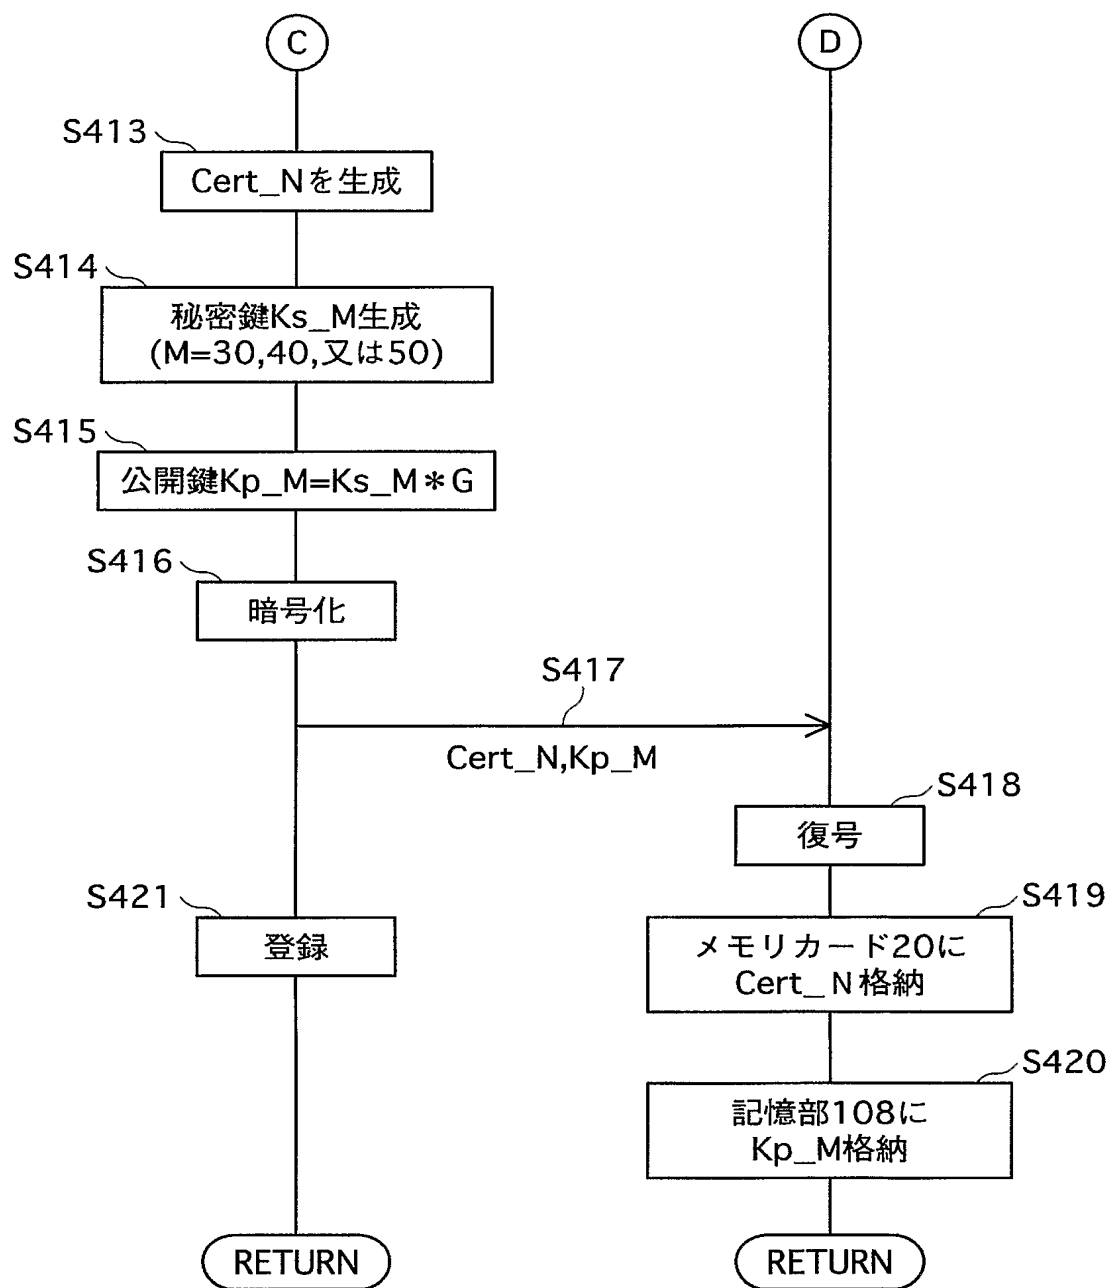 C
D
S413
Cert_Nを生成
S414
秘密鍵Ks_M生成
(M=30,40,又は50)
S415
公開鍵Kp_M=Ks_M＊G
S416
暗号化
S417
Cert_N,Kp_M
S418
復号
S421
登録
S419
メモリカード20に
Cert_N格納
S420
記憶部108に
Kp_M格納
RETURN
RETURN